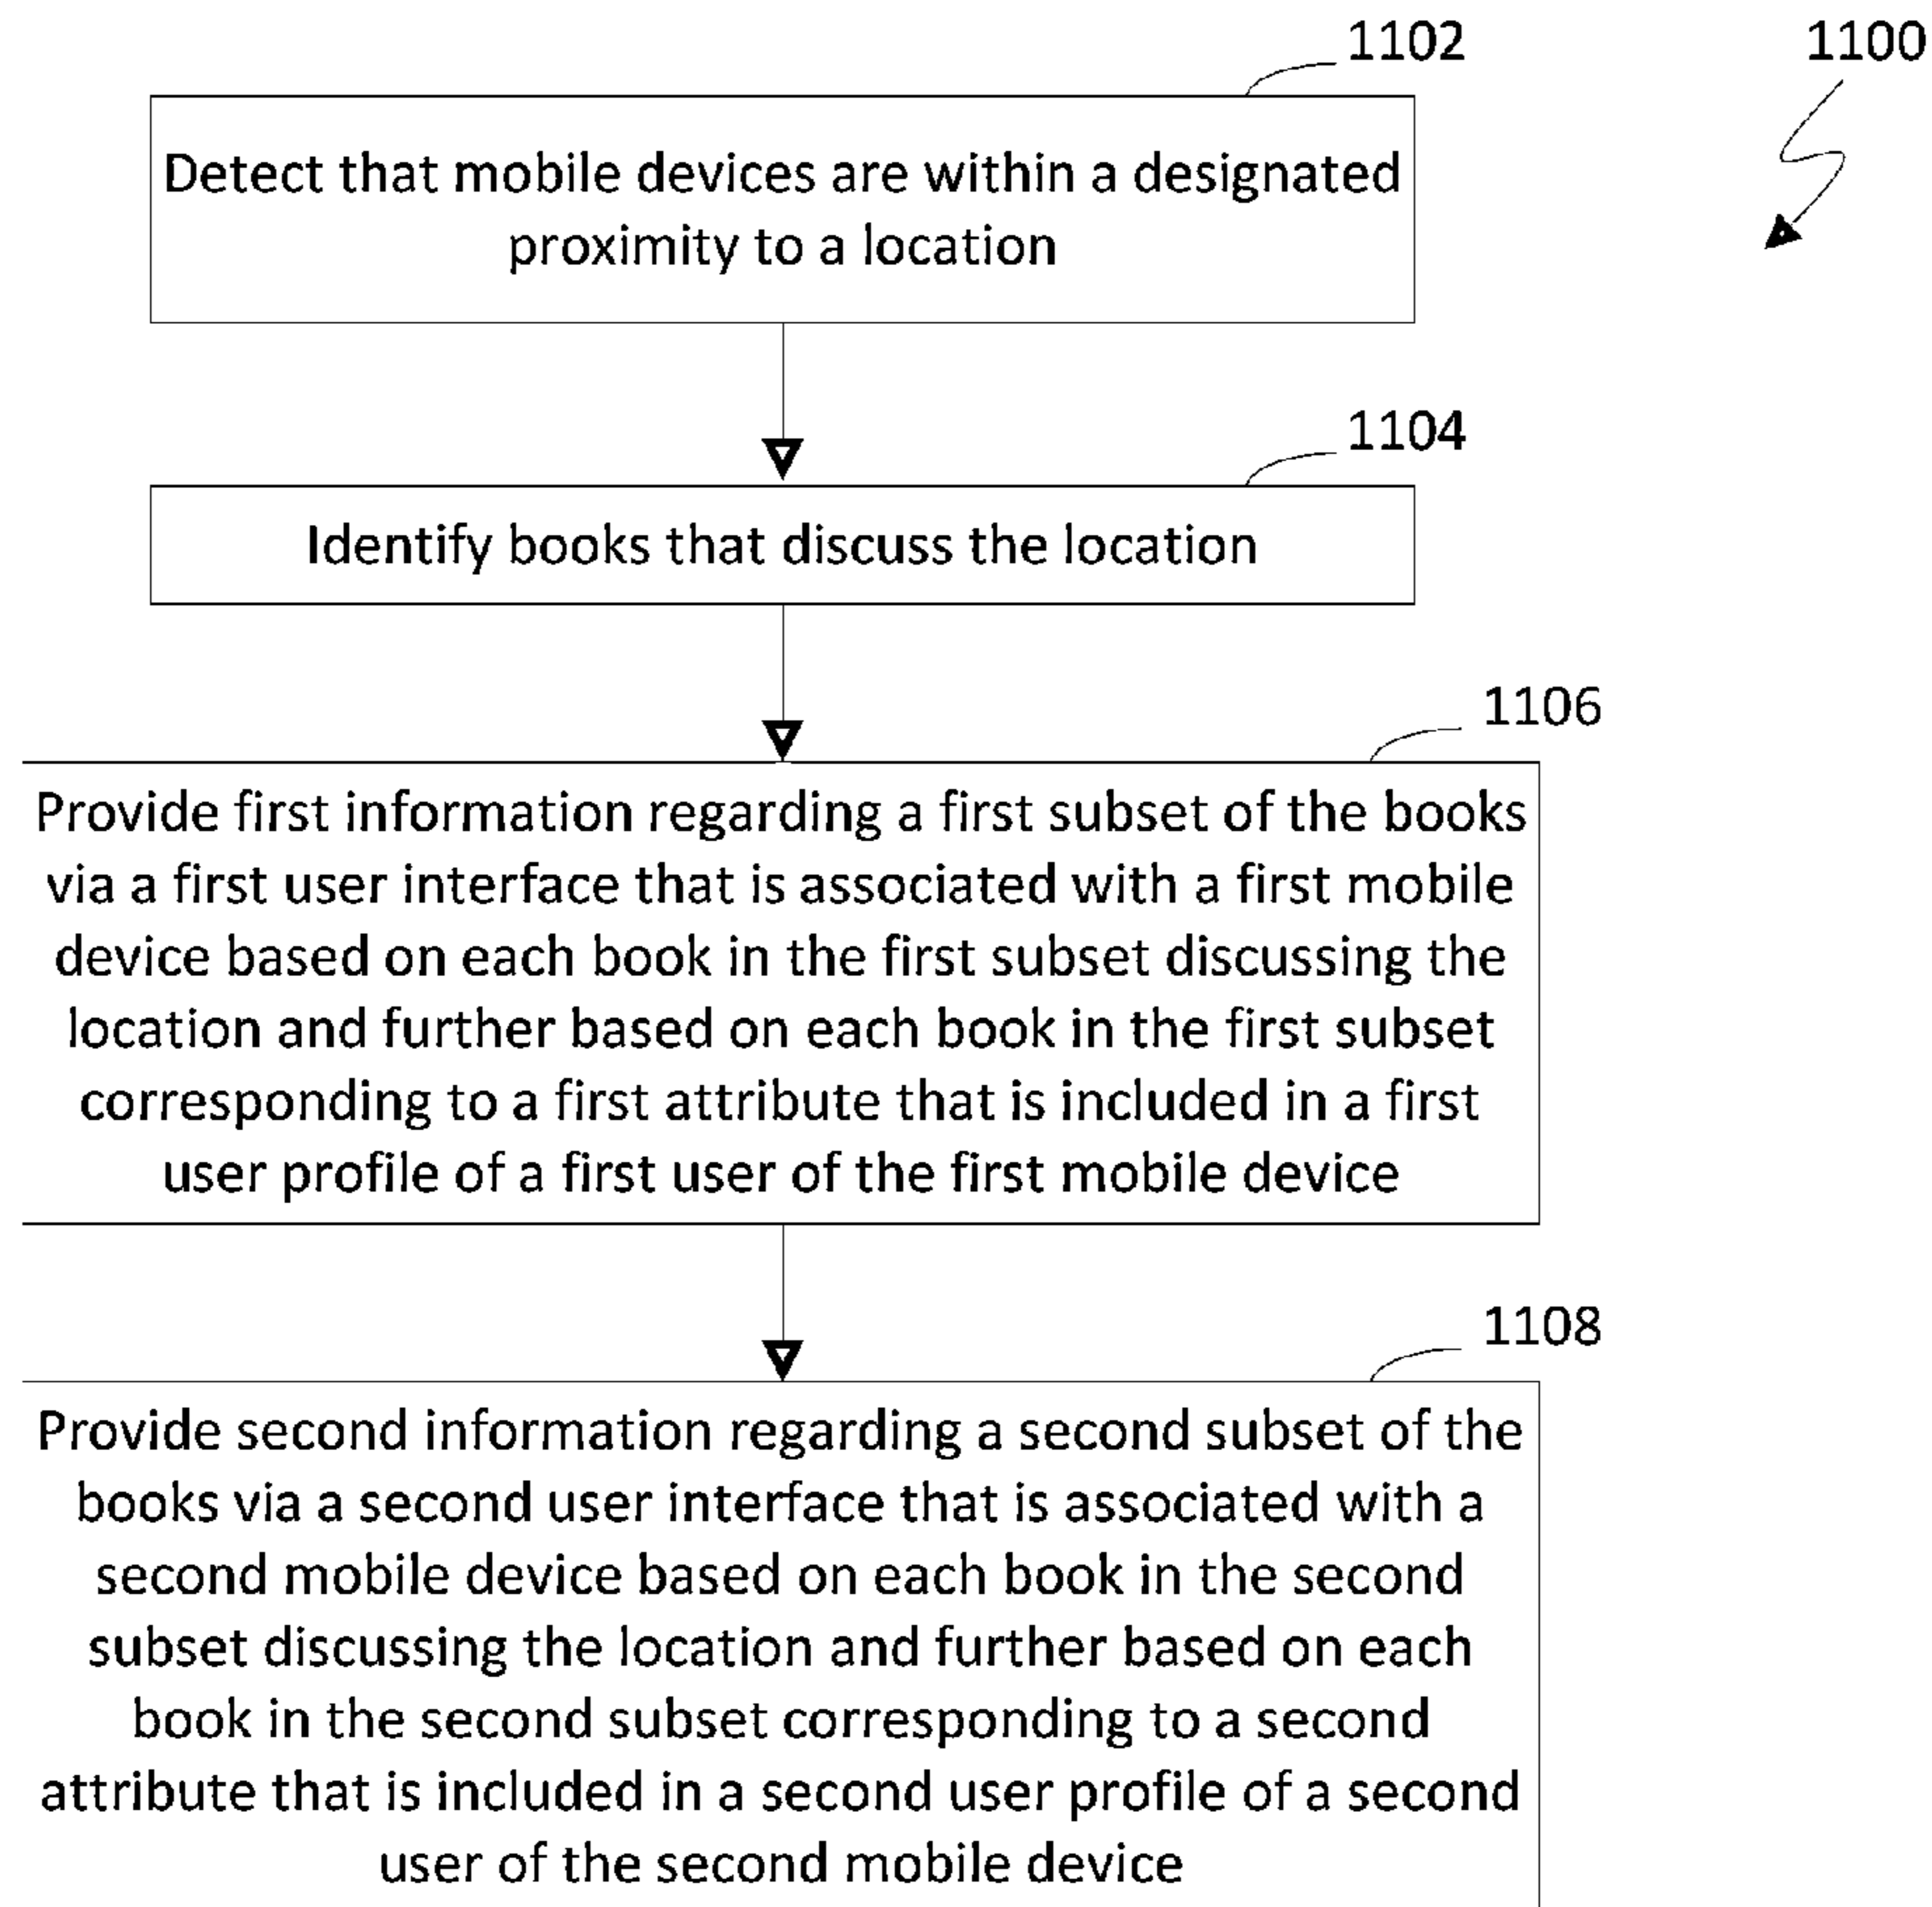 1102
1100
Detect that mobile devices are within a designated
proximity to a location
1104
Identify books that discuss the location
1106
Provide first information regarding a first subset of the books
via a first user interface that is associated with a first mobile
device based on each book in the first subset discussing the
location and further based on each book in the first subset
corresponding to a first attribute that is included in a first
user profile of a first user of the first mobile device
1108
Provide second information regarding a second subset of the
books via a second user interface that is associated with a
second mobile device based on each book in the second
subset discussing the location and further based on each
book in the second subset corresponding to a second
attribute that is included in a second user profile of a second
user of the second mobile device